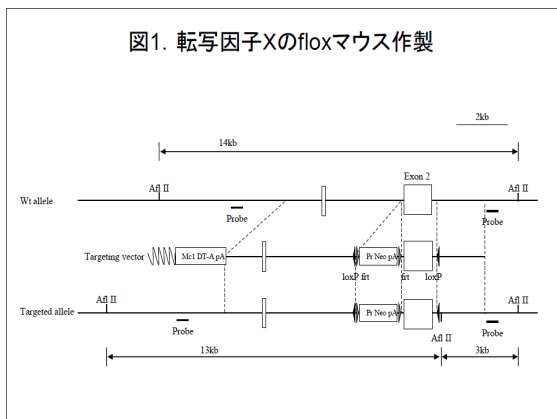 図1. 転写因子Xのfloxマウス作製
2kb
14kb
Exon 2
Afl II
Afl II
Wt allele
Probe
Probe
Targeting vector
Mc1 DT-A pA
Pr Neo pA
loxP frt
frt
loxP
Afl II
Afl II
Targeted allele
Pr Neo pA
Probe
Afl II
Probe
13kb
3kb